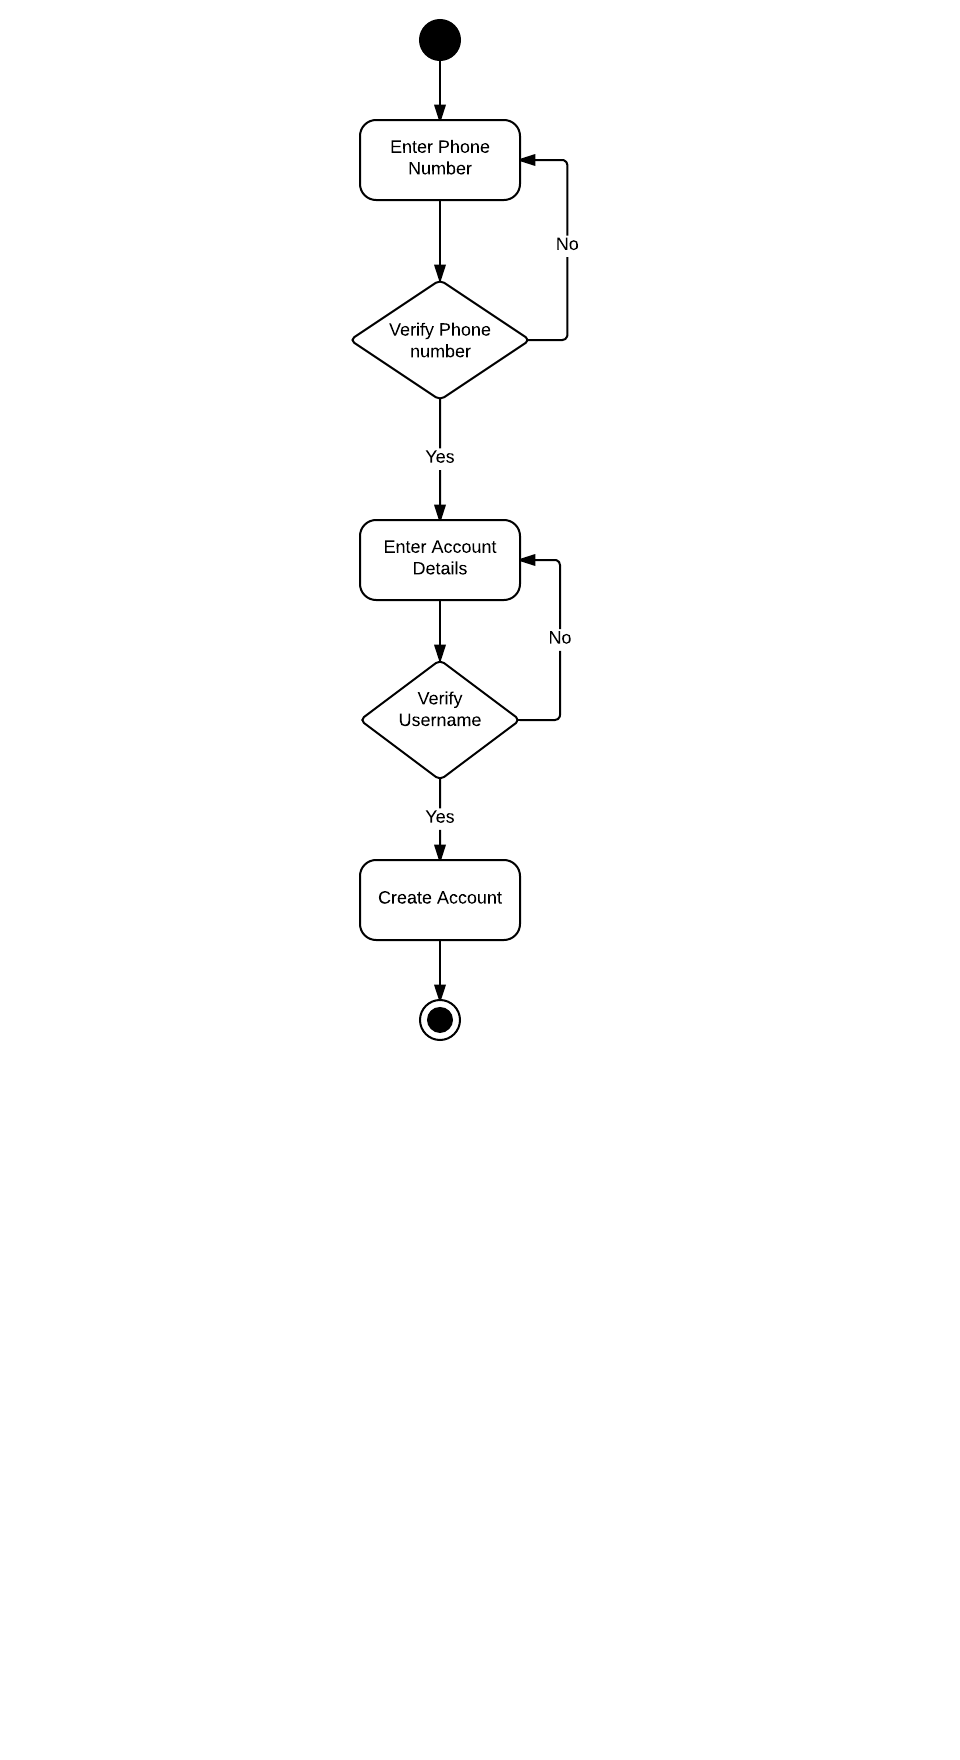 Enter Phone
Number
No
Verify Phone
number
Yes
Enter Account
Details
No
Verify
Username
Yes
Create Account